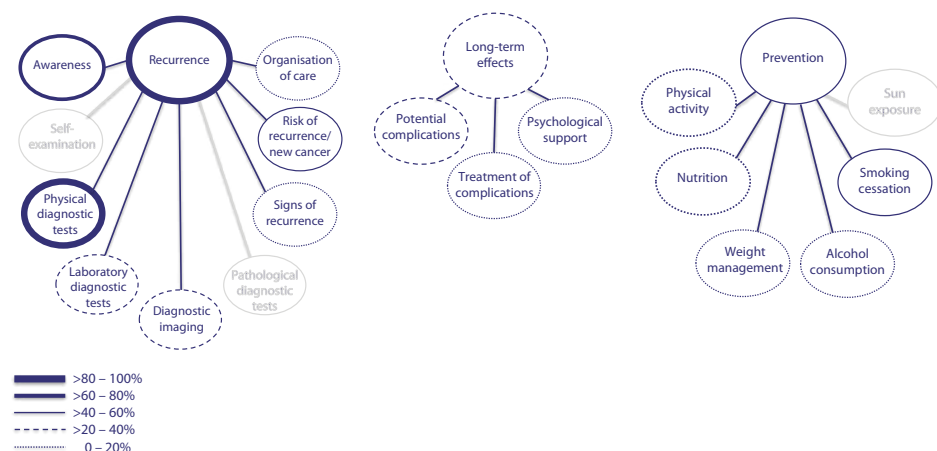 Awareness
Recurrence
Organisation
of care
Self-
examination
Risk of
recurrence/
new cancer
Physical
diagnostic
tests
Signs of
recurrence
Laboratory
diagnostic
tests
Pathological
diagnostic
tests
Diagnostic
imaging
Long-term
effects
Potential
complications
Psychological
support
Treatment of
complications
Prevention
Physical
activity
Sun
exposure
Nutrition
Smoking
cessation
Weight
management
Alcohol
consumption
>80 – 100%
>60 – 80%
>40 – 60%
>20 – 40%
0 – 20%